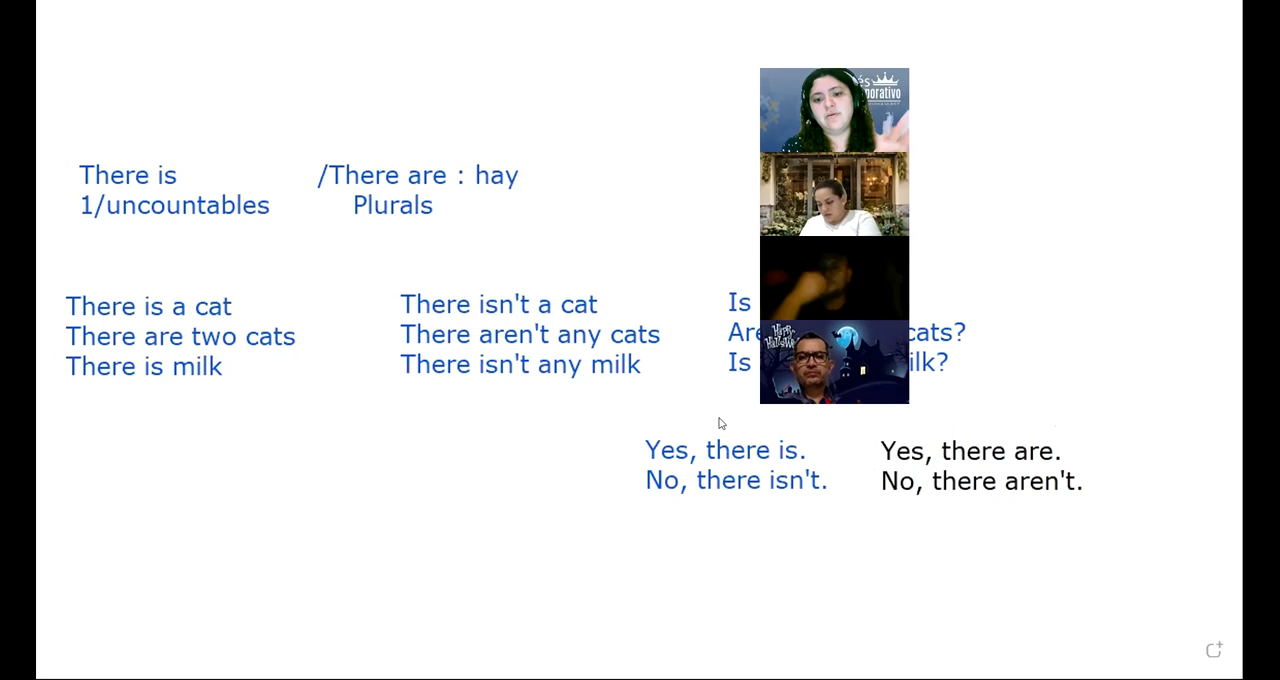 There is /There are : hay
1/uncountables Plurals
There is a cat
There are two cats
There is milk
There isn't a cat
There aren't any cats
There isn't any milk
Is
Are cats?
Is
Yes, there is.
No, there isn't.
Yes, there are.
No, there aren't.